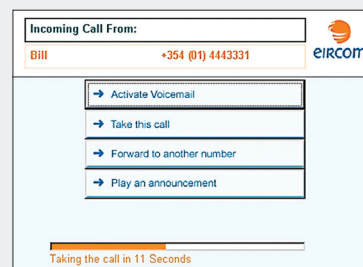 Incoming Call From:
Bill +354 (01) 4443331
eircom
Activate Voicemail
Take this call
Forward to another number
Play an announcement
Taking the call in 11 Seconds